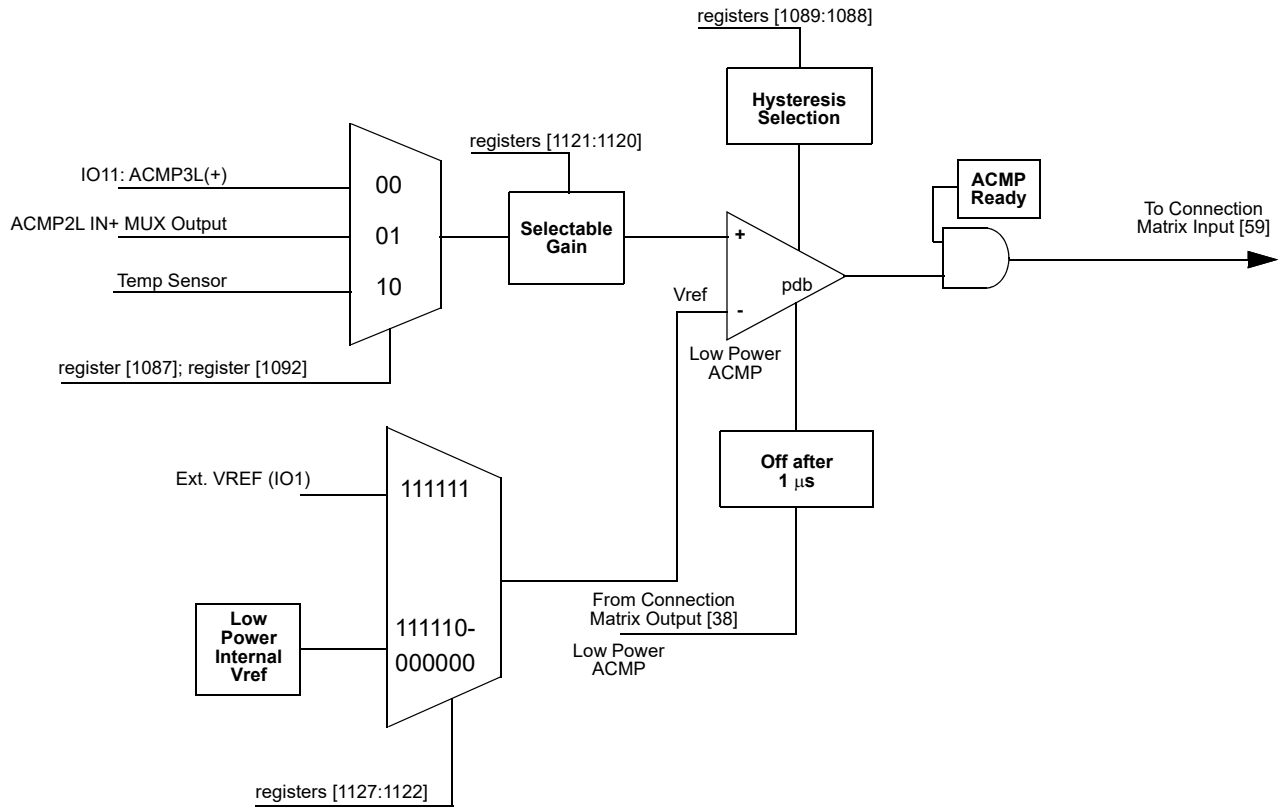 registers [1089:1088]
Hysteresis
Selection
registers [1121:1120]
IO11: ACMP3L(+)
00
ACMP2L IN+ MUX Output
01
Temp Sensor
10
register [1087]; register [1092]
Selectable
Gain
+
-
pdb
Vref
Low Power
ACMP
ACMP
Ready
To Connection
Matrix Input [59]
Off after
1 μs
Ext. VREF (IO1)
111111
Low
Power
Internal
Vref
111110-
000000
From Connection
Matrix Output [38]
Low Power
ACMP
registers [1127:1122]